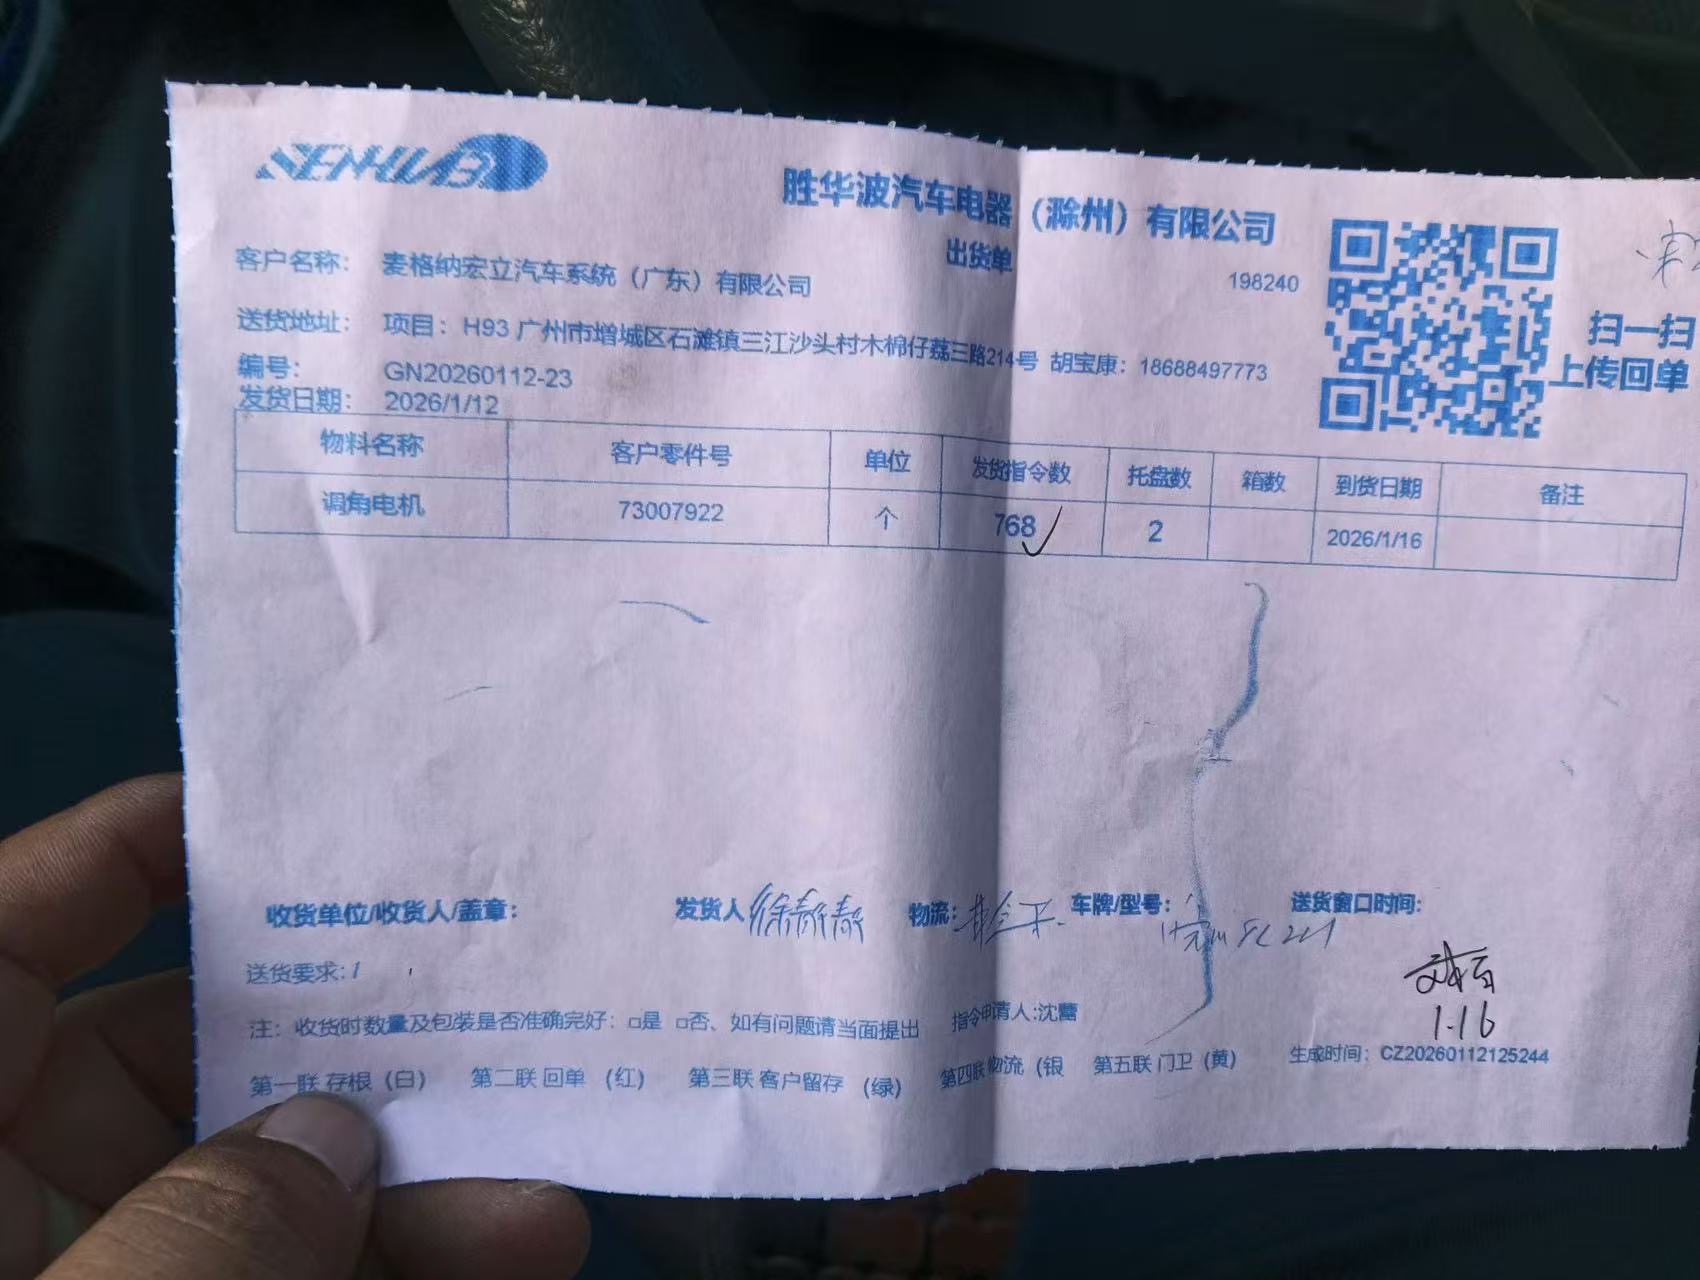 SENHUABO
胜华波汽车电器（滁州）有限公司
出货单
198240
客户名称： 麦格纳宏立汽车系统（广东）有限公司
送货地址： 项目：H93 广州市增城区石滩镇三江沙头村木棉仔荔三路214号 胡宝康：18688497773
扫一扫
上传回单
编号： GN20260112-23
发货日期： 2026/1/12
物料名称 客户零件号 单位 发货指令数 托盘数 箱数 到货日期 备注
调角电机 73007922 个 768 2 2026/1/16
收货单位/收货人/盖章： 发货人 徐静静 物流： 车牌/型号： 送货窗口时间：
送货要求：/
1.16
注：收货时数量及包装是否准确完好：□是 □否、如有问题请当面提出 指令申请人:沈蕾
生成时间：CZ20260112125244
第一联 存根（白） 第二联 回单 （红） 第三联 客户留存 （绿） 第四联 物流（银 第五联 门卫（黄）